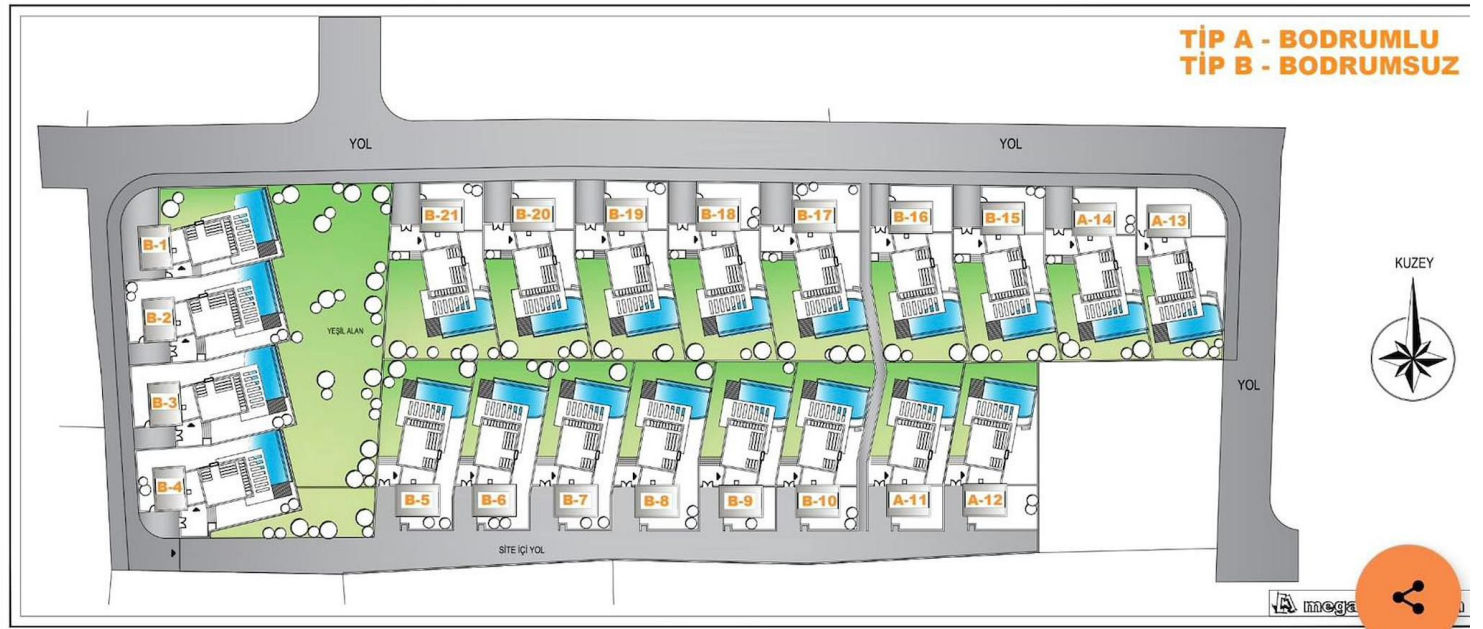 TİP A - BODRUMLU
TİP B - BODRUMSUZ
YOL
YOL
B-21
B-20
B-19
B-18
B-17
B-16
B-15
A-14
A-13
B-1
B-2
B-3
B-4
YEŞİL ALAN
KUZEY
YOL
B-5
B-6
B-7
B-8
B-9
B-10
A-11
A-12
SİTE İÇİ YOL